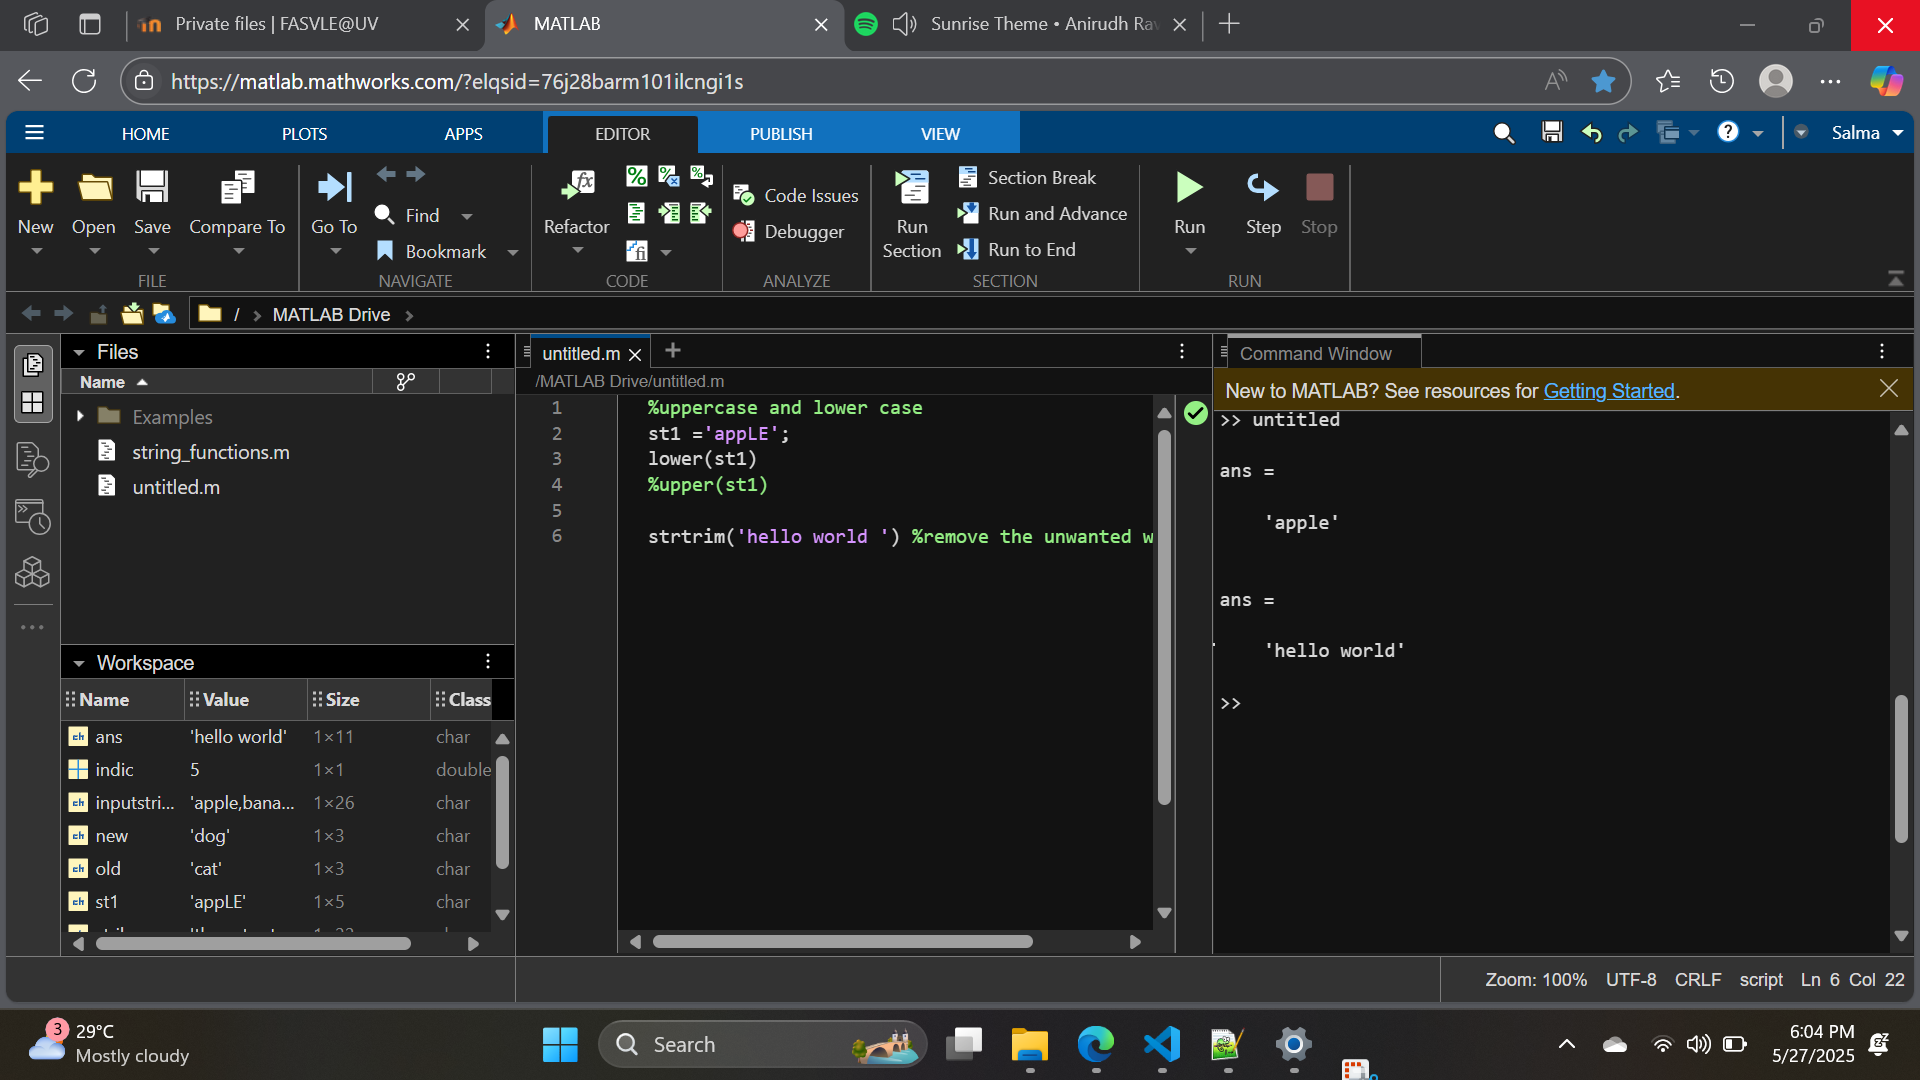 Private files | FASVLE@UV
MATLAB
Sunrise Theme • Anirudh Rav
https://matlab.mathworks.com/?elqsid=76j28barm101ilcngi1s
HOME PLOTS APPS EDITOR PUBLISH VIEW Salma
New Open Save Compare To
FILE
Go To Find Bookmark
NAVIGATE
Refactor
CODE
Code Issues
Debugger
ANALYZE
Run Section
Section Break
Run and Advance
Run to End
SECTION
Run Step Stop
RUN
/ > MATLAB Drive >
Files
Name
Examples
string_functions.m
untitled.m
Workspace
Name Value Size Class
ans 'hello world' 1×11 char
indic 5 1×1 double
inputstri... 'apple,bana... 1×26 char
new 'dog' 1×3 char
old 'cat' 1×3 char
st1 'appLE' 1×5 char
untitled.m
/MATLAB Drive/untitled.m
1 %uppercase and lower case
2 st1 ='appLE';
3 lower(st1)
4 %upper(st1)
5
6 strtrim('hello world ') %remove the unwanted w
Command Window
New to MATLAB? See resources for Getting Started.
>> untitled
ans =
'apple'
ans =
'hello world'
>>
Zoom: 100% UTF-8 CRLF script Ln 6 Col 22
3
29°C
Mostly cloudy
Search
6:04 PM
5/27/2025